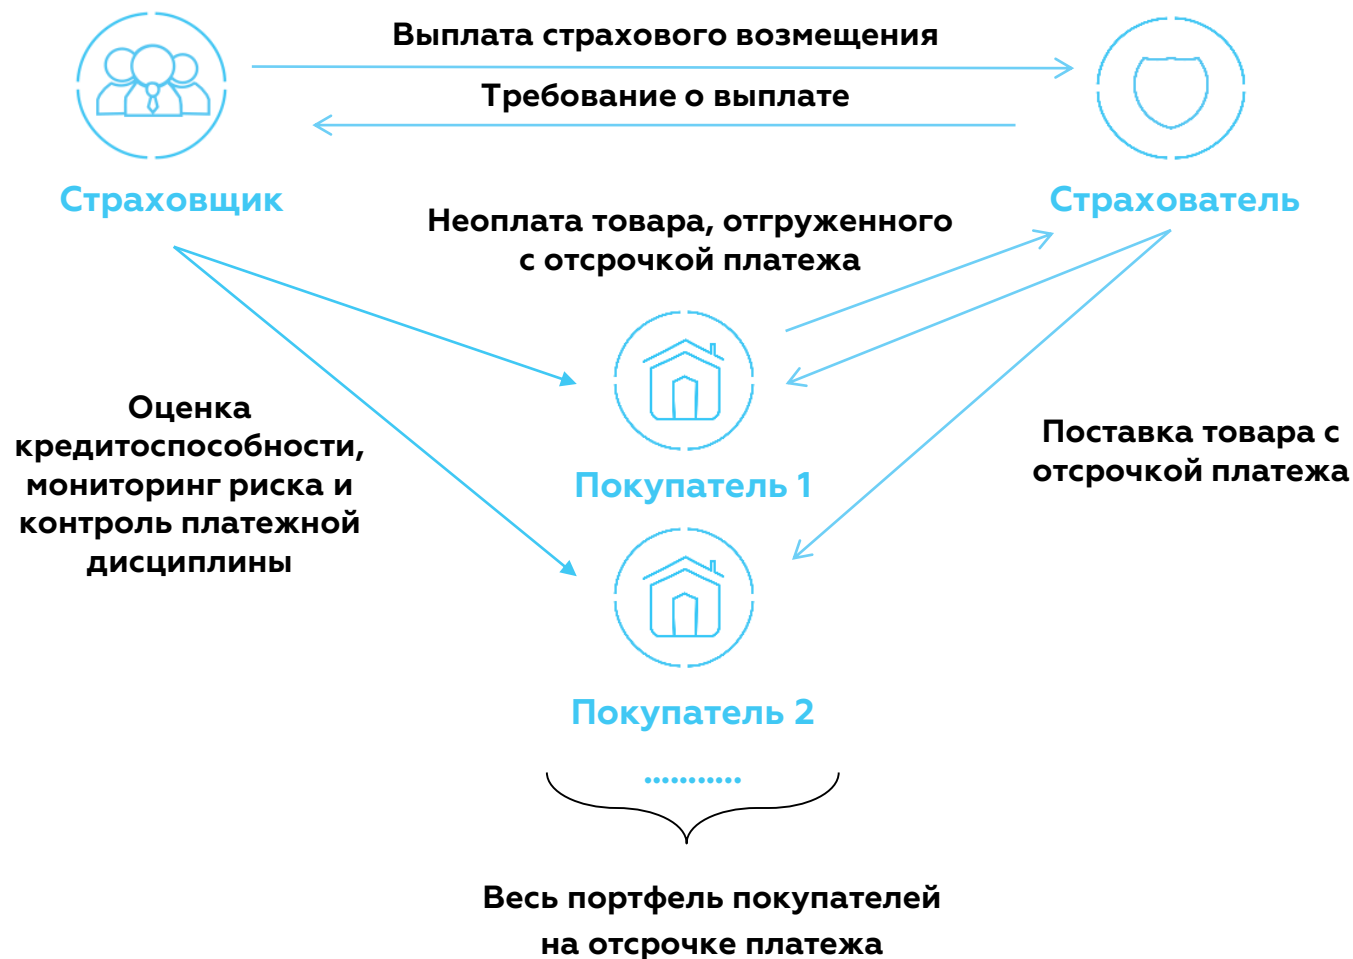 Выплата страхового возмещения
Требование о выплате
Страховщик
Страхователь
Неоплата товара, отгруженного
с отсрочкой платежа
Оценка
кредитоспособности,
мониторинг риска и
контроль платежной
дисциплины
Поставка товара с
отсрочкой платежа
Покупатель 1
Покупатель 2
...........
Весь портфель покупателей
на отсрочке платежа